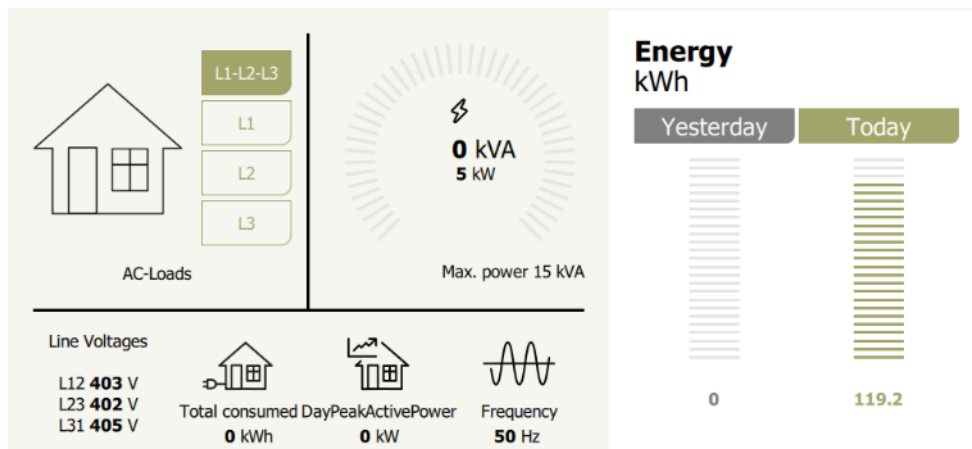 L1-L2-L3
L1
L2
L3
AC-Loads
0 kVA
5 kW
Max. power 15 kVA
Line Voltages
L12 403 V
L23 402 V
L31 405 V
Total consumed
0 kWh
DayPeakActivePower
0 kW
Frequency
50 Hz
Energy
kWh
Yesterday
Today
0
119.2